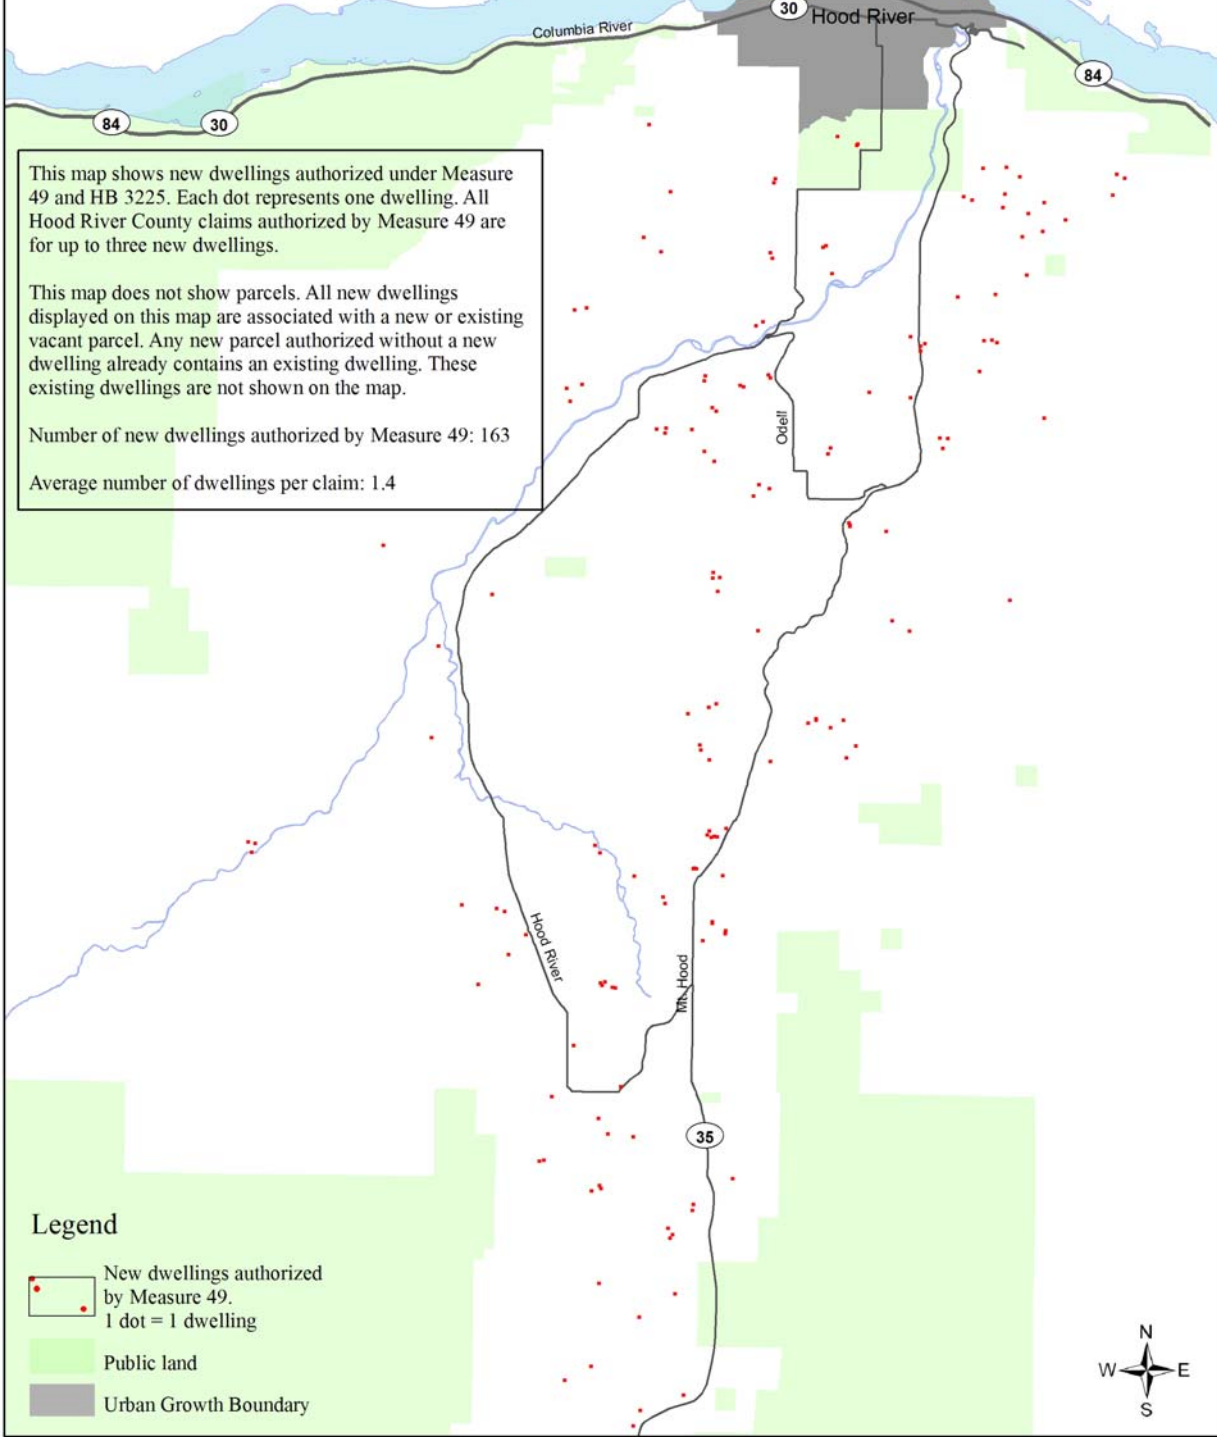 30
Hood River
Columbia River
84
84
30
This map shows new dwellings authorized under Measure
49 and HB 3225. Each dot represents one dwelling. All
Hood River County claims authorized by Measure 49 are
for up to three new dwellings.
This map does not show parcels. All new dwellings
displayed on this map are associated with a new or existing
vacant parcel. Any new parcel authorized without a new
dwelling already contains an existing dwelling. These
existing dwellings are not shown on the map.
Number of new dwellings authorized by Measure 49: 163
Average number of dwellings per claim: 1.4
Odell
Hood River
Mt. Hood
35
Legend
New dwellings authorized
by Measure 49.
1 dot = 1 dwelling
Public land
Urban Growth Boundary
N
W E
S